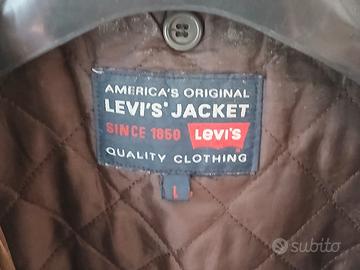 AMERICA'S ORIGINAL
LEVI'S® JACKET
SINCE 1850 Levi's
QUALITY CLOTHING
L
subito